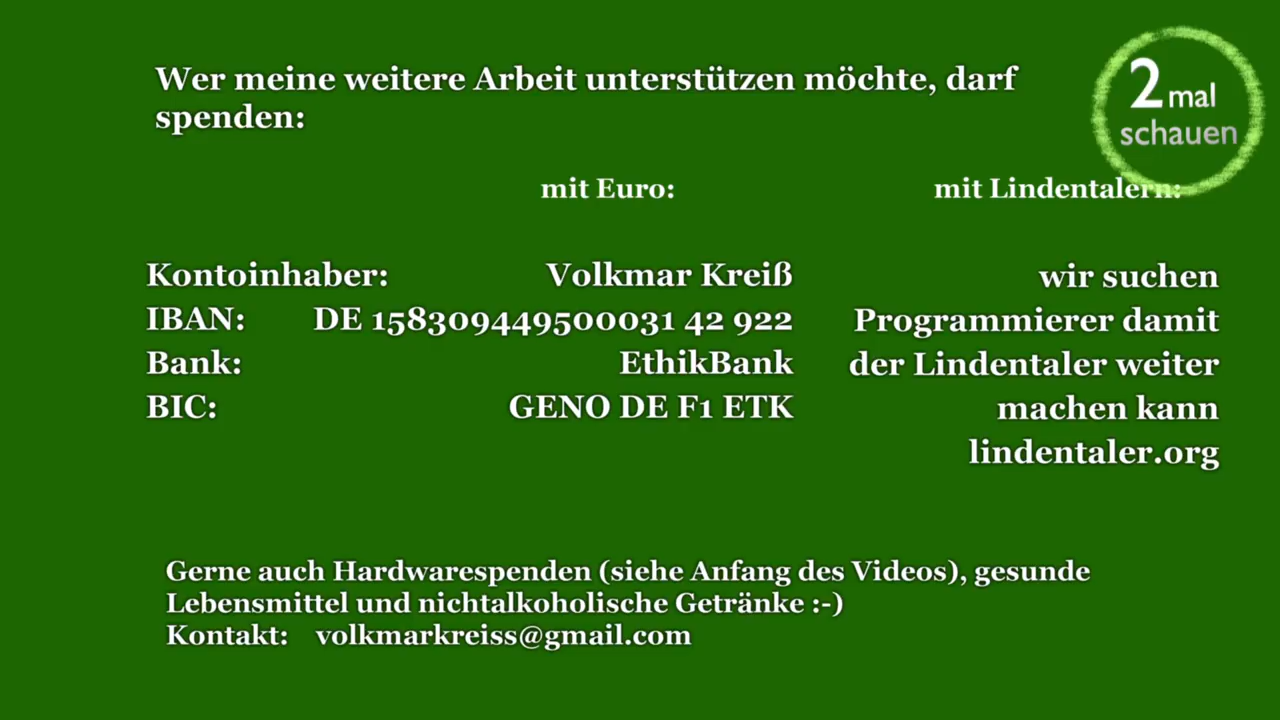 Wer meine weitere Arbeit unterstützen möchte, darf
spenden:
2 mal
schauen
mit Euro: mit Lindentalern:
Kontoinhaber: Volkmar Kreiß wir suchen
IBAN: DE 158309449500031 42 922 Programmierer damit
Bank: EthikBank der Lindentaler weiter
BIC: GENO DE F1 ETK machen kann
lindentaler.org
Gerne auch Hardwarespenden (siehe Anfang des Videos), gesunde
Lebensmittel und nichtalkoholische Getränke :-)
Kontakt: volkmarkreiss@gmail.com